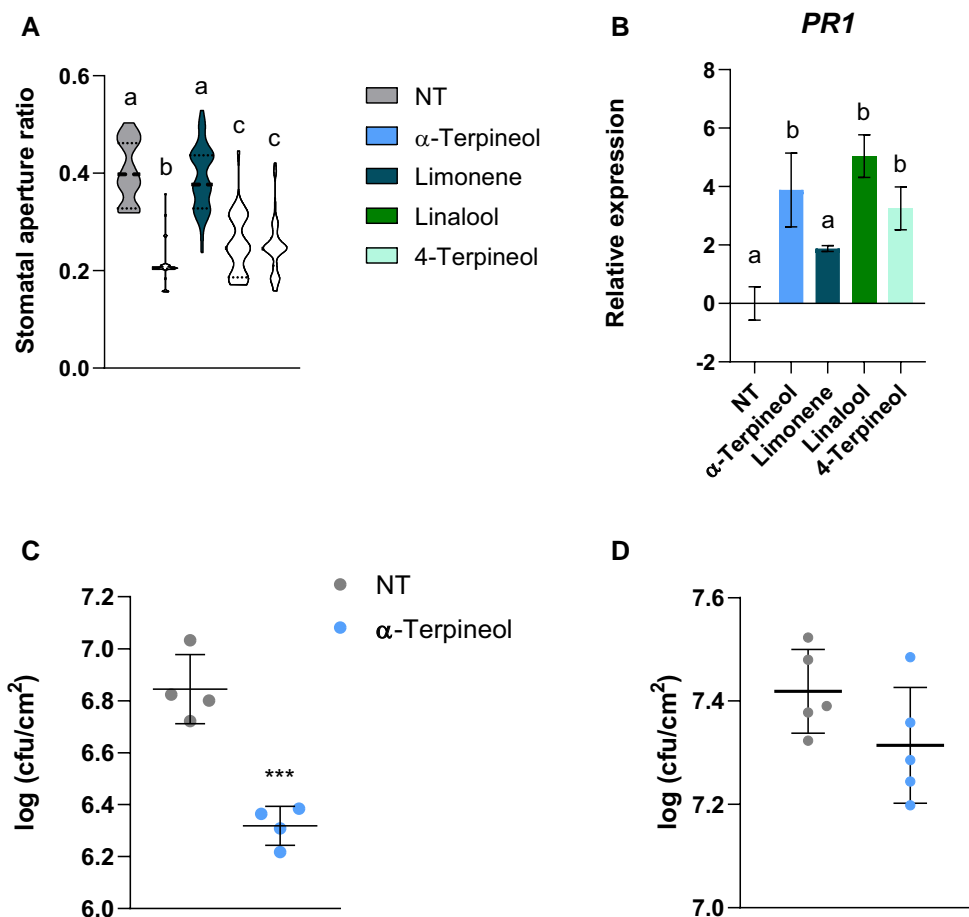 A
Stomatal aperture ratio
0.6
0.4
0.2
0.0
a
b
a
c
c
NT
α-Terpineol
Limonene
Linalool
4-Terpineol
B
PR1
Relative expression
8
6
4
2
0
-2
a
b
a
b
b
NT
α-Terpineol
Limonene
Linalool
4-Terpineol
C
log (cfu/cm²)
7.2
7.0
6.8
6.6
6.4
6.2
6.0
***
NT
α-Terpineol
D
log (cfu/cm²)
7.6
7.4
7.2
7.0